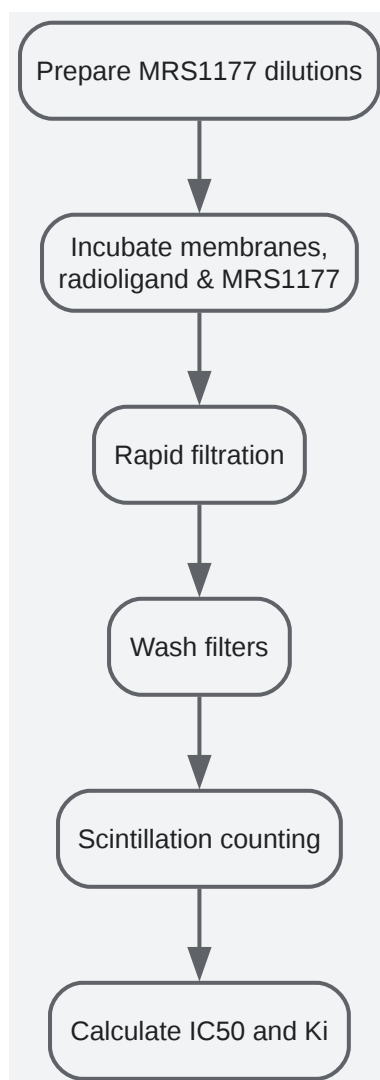 Prepare MRS1177 dilutions
Incubate membranes,
radioligand & MRS1177
Rapid filtration
Wash filters
Scintillation counting
Calculate IC50 and Ki